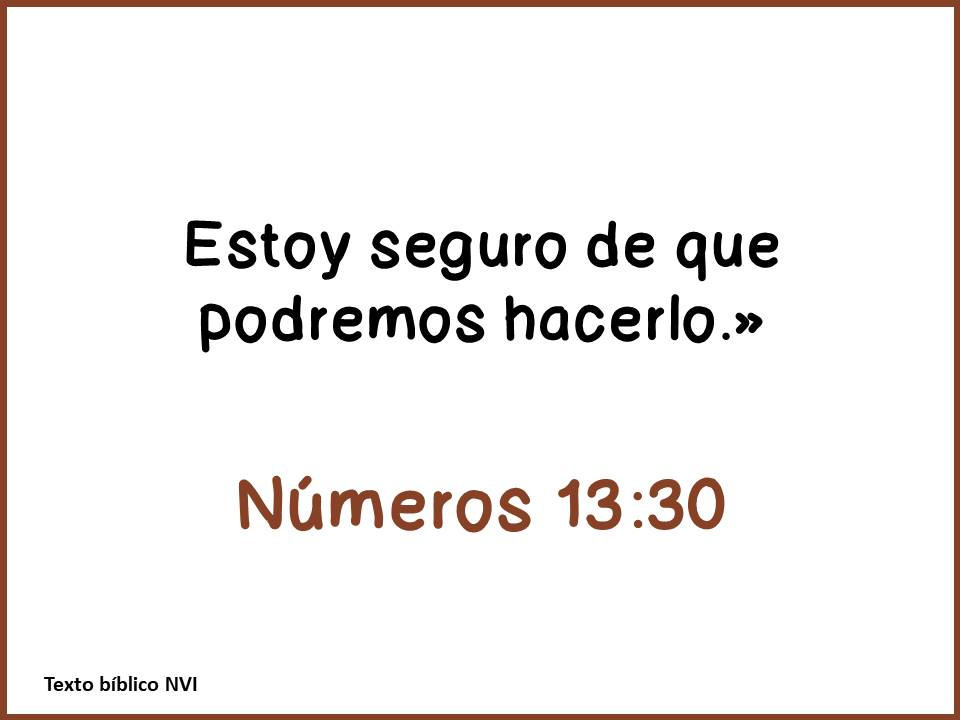 Estoy seguro de que
podremos hacerlo.»
Números 13:30
Texto bíblico NVI